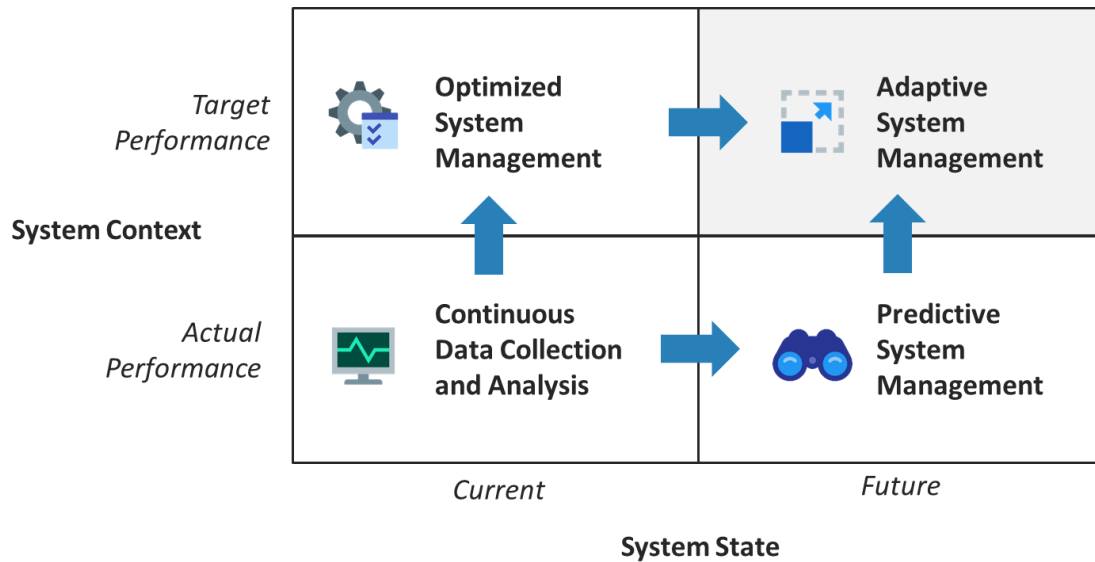 Target
Performance
Optimized
System
Management
Adaptive
System
Management
System Context
Actual
Performance
Continuous
Data Collection
and Analysis
Predictive
System
Management
Current
Future
System State